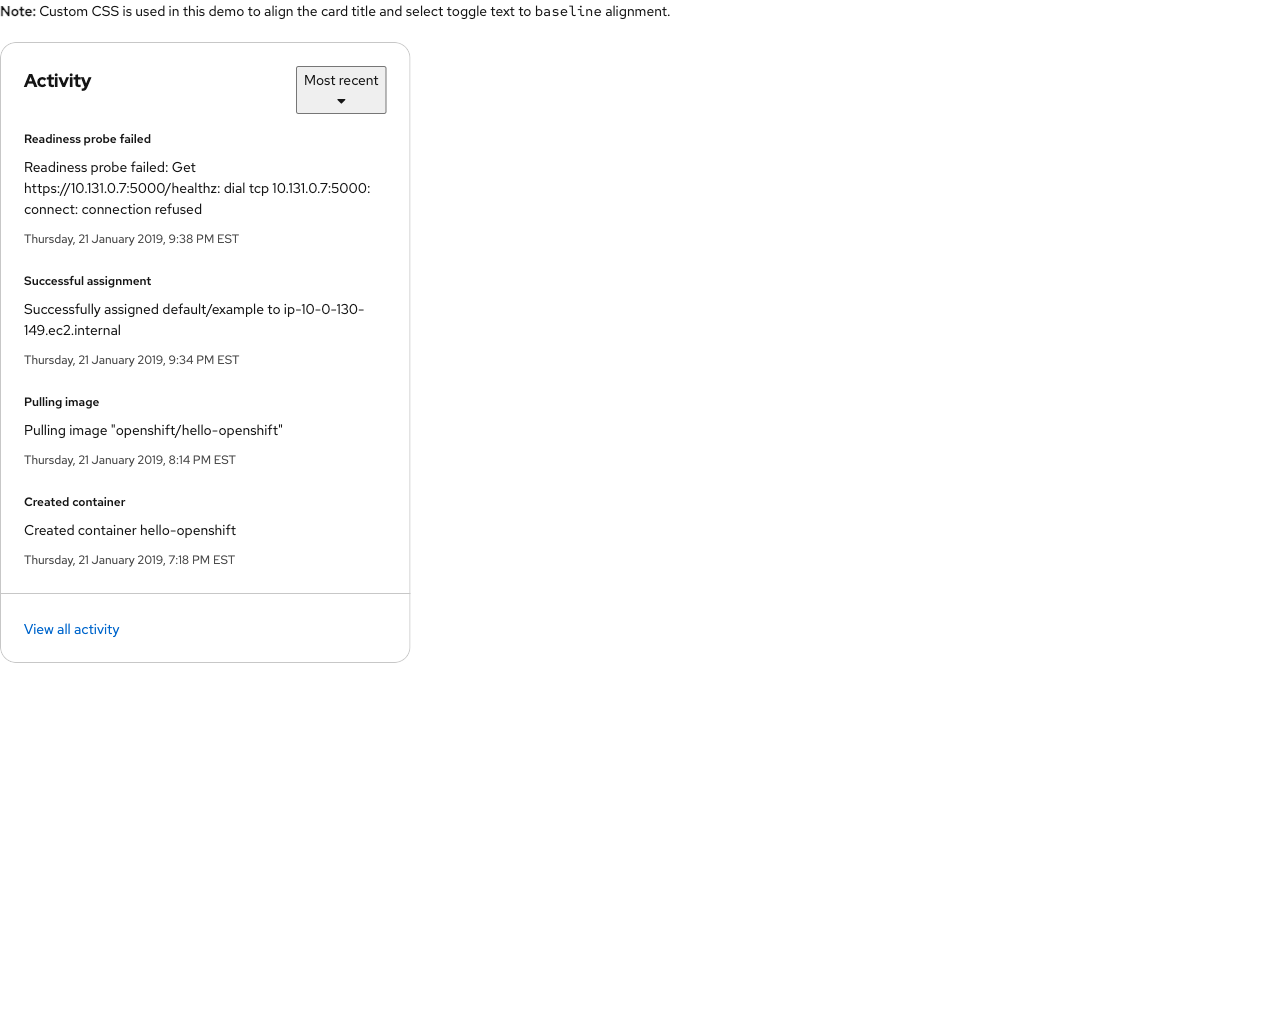 Note: Custom CSS is used in this demo to align the card title and select toggle text to baseline alignment.
Activity
Most recent
Readiness probe failed
Readiness probe failed: Get
https://10.131.0.7:5000/healthz: dial tcp 10.131.0.7:5000:
connect: connection refused
Thursday, 21 January 2019, 9:38 PM EST
Successful assignment
Successfully assigned default/example to ip-10-0-130-
149.ec2.internal
Thursday, 21 January 2019, 9:34 PM EST
Pulling image
Pulling image "openshift/hello-openshift"
Thursday, 21 January 2019, 8:14 PM EST
Created container
Created container hello-openshift
Thursday, 21 January 2019, 7:18 PM EST
View all activity